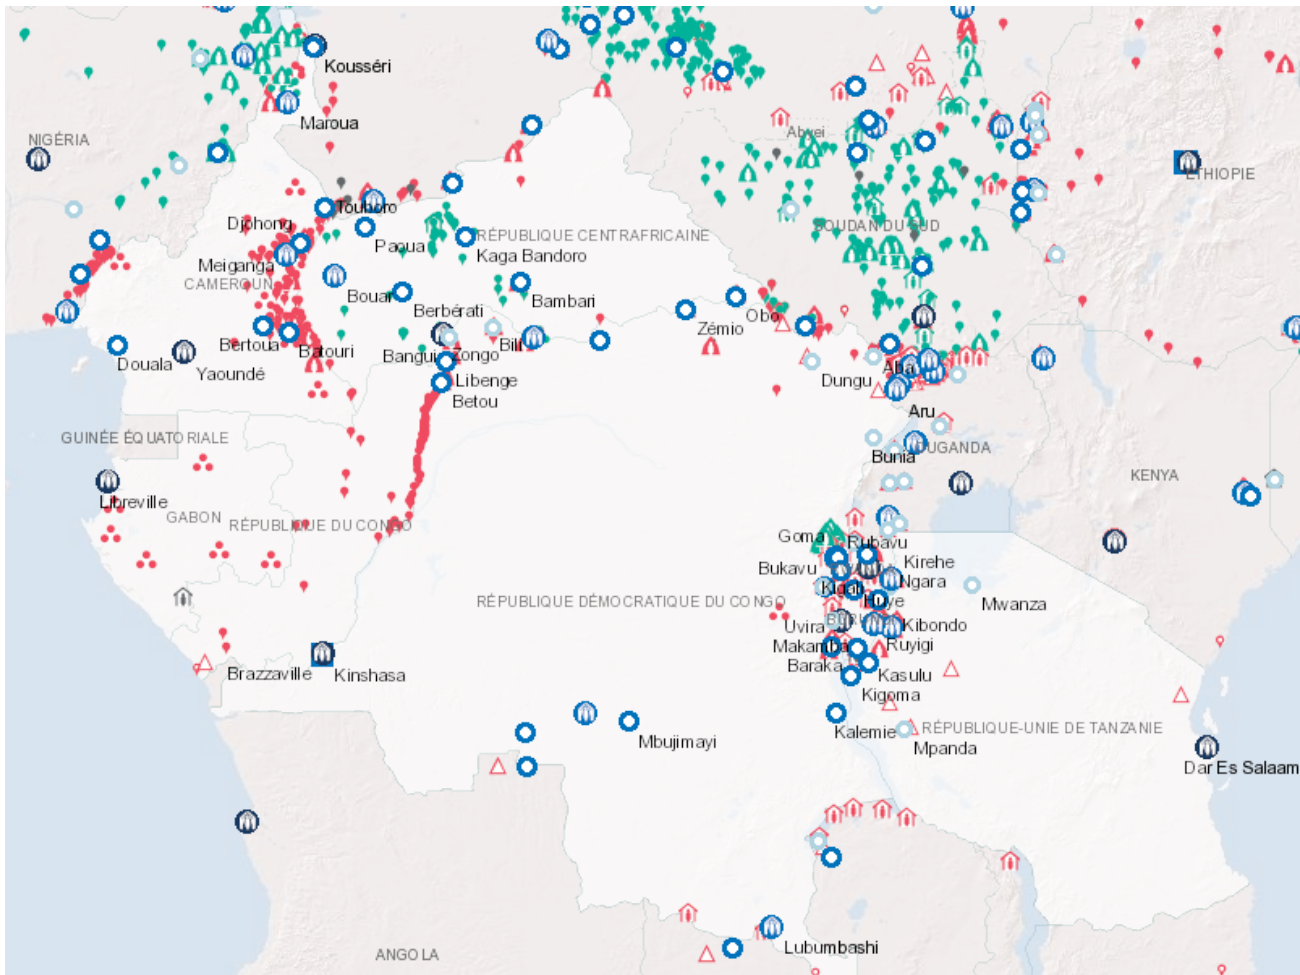 Kousséri
Maroua
NIGÉRIA
Abyei
ÉTHIOPIE
Touboro
Djohong
Paoua
RÉPUBLIQUE CENTRAFRICAINE
SOUDAN DU SUD
Kaga Bandoro
Meiganga
CAMEROUN
Bouar
Bambari
Berbérati
Obo
Zémio
Bertoua
Batouri
Bangui
Zongo
Bili
Douala
Yaoundé
Libenge
Dungu
Aba
Betou
Aru
GUINÉE ÉQUATORIALE
OUGANDA
Bunia
KENYA
Libreville
GABON
RÉPUBLIQUE DU CONGO
Goma
Rubavu
Bukavu
Kirehe
Ngara
Kigali
RÉPUBLIQUE DÉMOCRATIQUE DU CONGO
Huye
Mwanza
Uvira
BURUNDI
Kibondo
Makamba
Ruyigi
Baraka
Kasulu
Brazzaville
Kinshasa
Kigoma
Mbujimayi
Kalemie
RÉPUBLIQUE-UNIE DE TANZANIE
Mpanda
Dar Es Salaam
Lubumbashi
ANGOLA